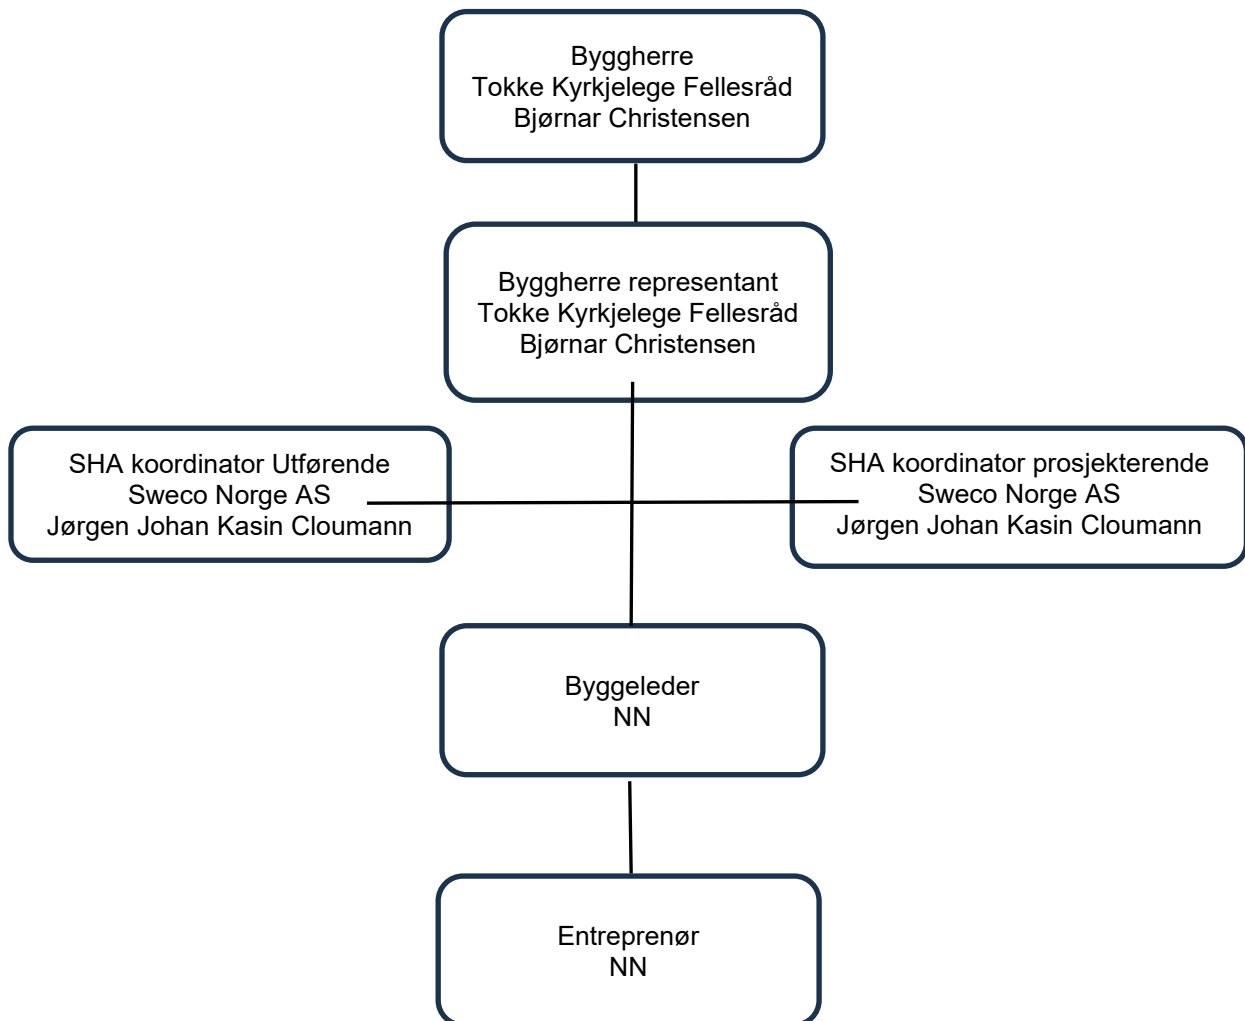 Byggherre
Tokke Kyrkjelege Fellesråd
Bjørnar Christensen
Byggherre representant
Tokke Kyrkjelege Fellesråd
Bjørnar Christensen
SHA koordinator Utførende
Sweco Norge AS
Jørgen Johan Kasin Cloumann
SHA koordinator prosjekterende
Sweco Norge AS
Jørgen Johan Kasin Cloumann
Byggeleder
NN
Entreprenør
NN